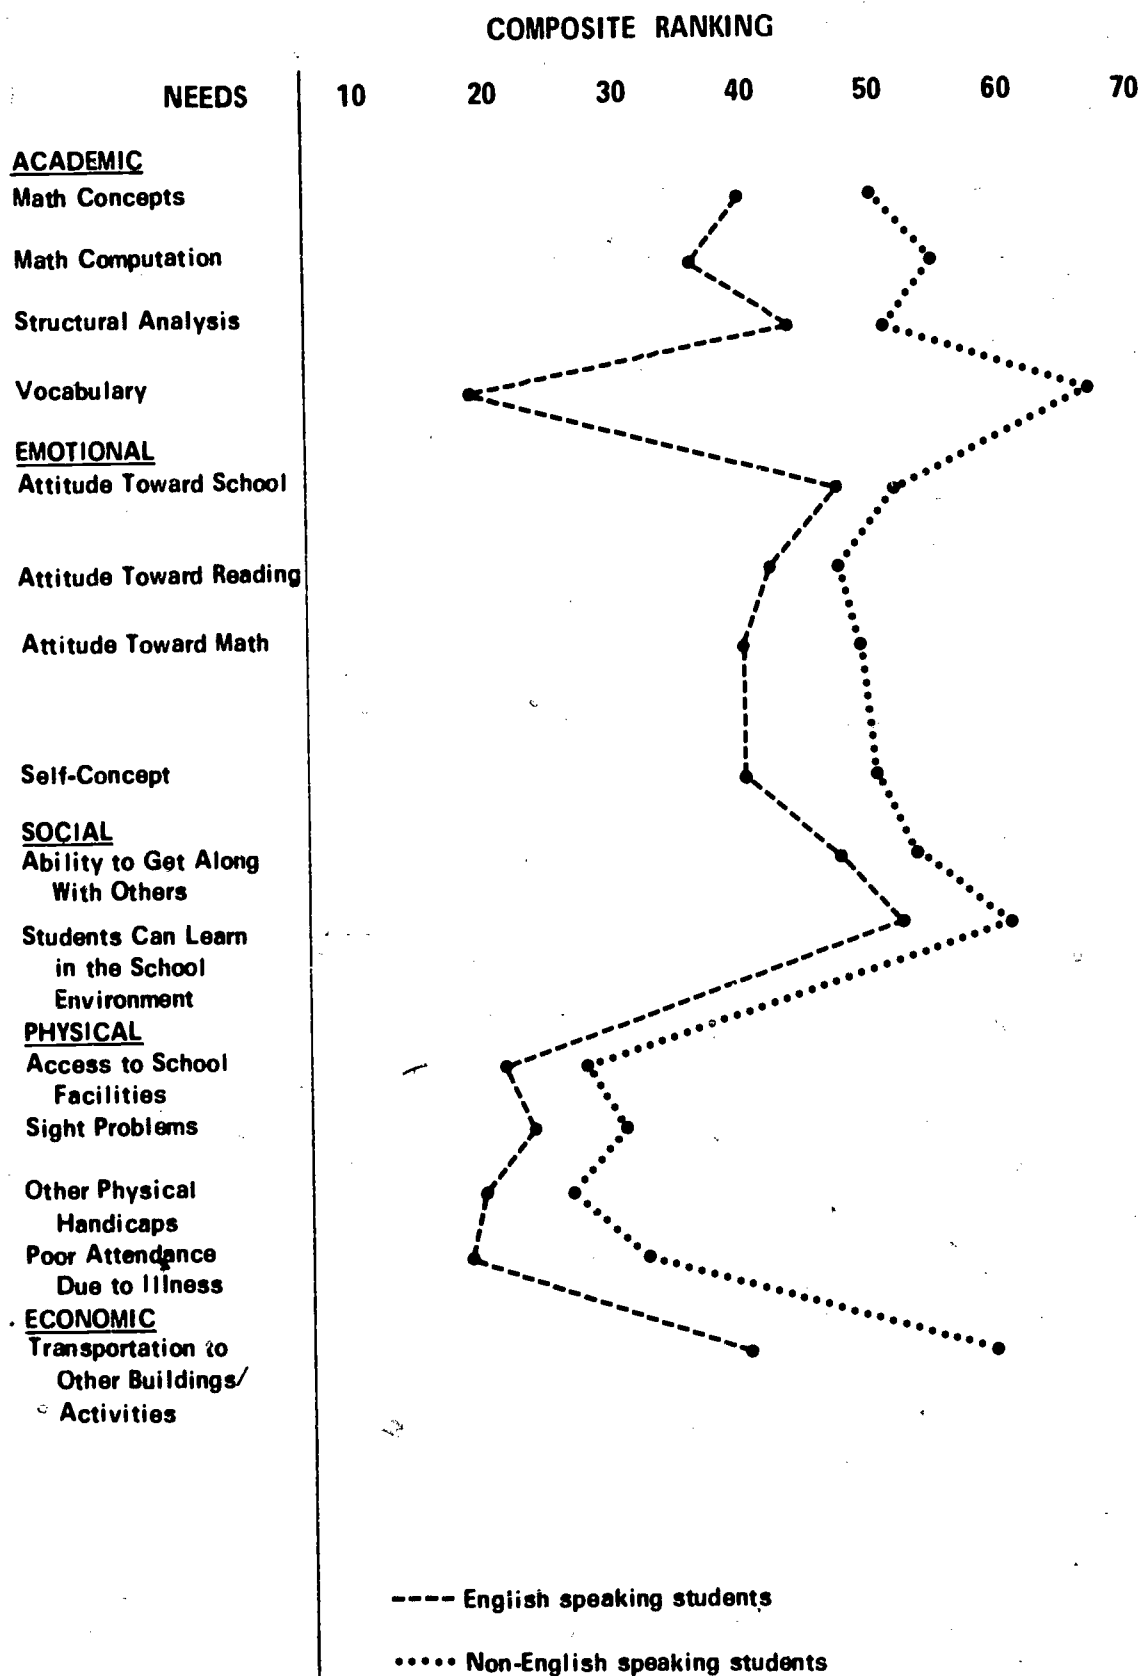 COMPOSITE RANKING
NEEDS 10 20 30 40 50 60 70
ACADEMIC
Math Concepts
Math Computation
Structural Analysis
Vocabulary
EMOTIONAL
Attitude Toward School
Attitude Toward Reading
Attitude Toward Math
Self-Concept
SOCIAL
Ability to Get Along
With Others
Students Can Learn
in the School
Environment
PHYSICAL
Access to School
Facilities
Sight Problems
Other Physical
Handicaps
Poor Attendance
Due to Illness
ECONOMIC
Transportation to
Other Buildings/
Activities
English speaking students
Non-English speaking students